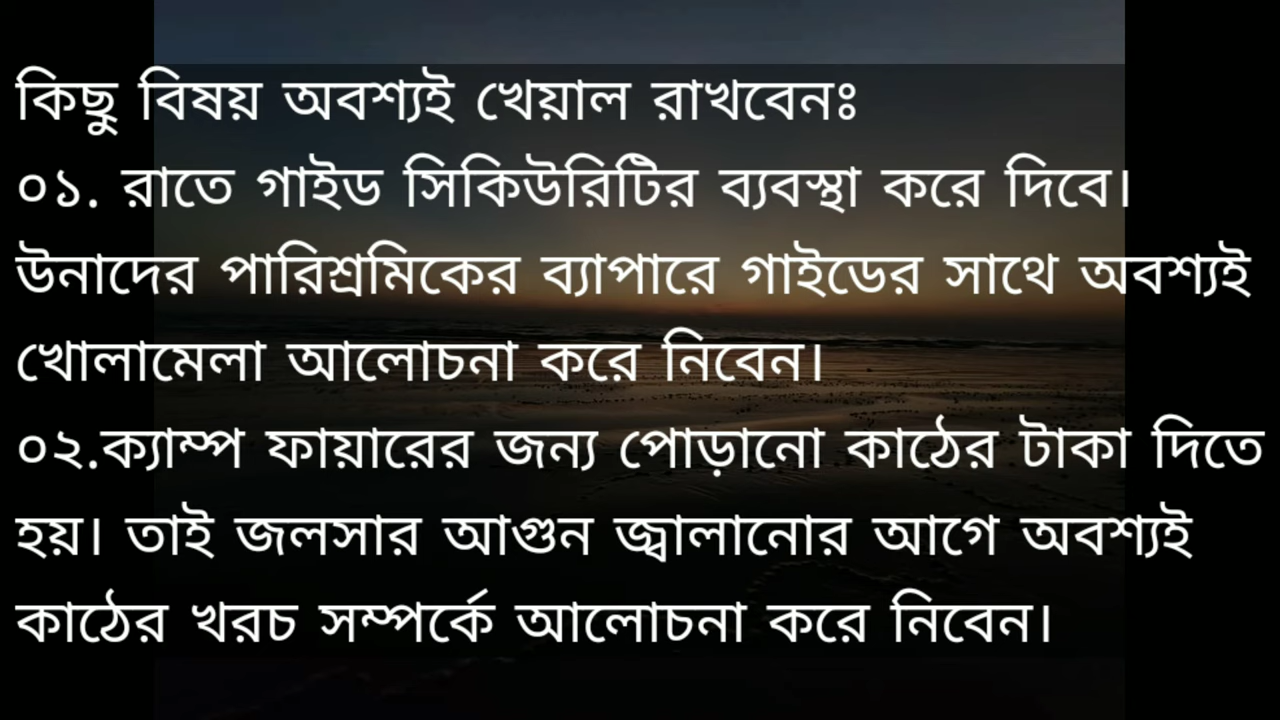 কিছু বিষয় অবশ্যই খেয়াল রাখবেনঃ
০১. রাতে গাইড সিকিউরিটির ব্যবস্থা করে দিবে।
উনাদের পারিশ্রমিকের ব্যাপারে গাইডের সাথে অবশ্যই
খোলামেলা আলোচনা করে নিবেন।
০২.ক্যাম্প ফায়ারের জন্য পোড়ানো কাঠের টাকা দিতে
হয়। তাই জলসার আগুন জ্বালানোর আগে অবশ্যই
কাঠের খরচ সম্পর্কে আলোচনা করে নিবেন।